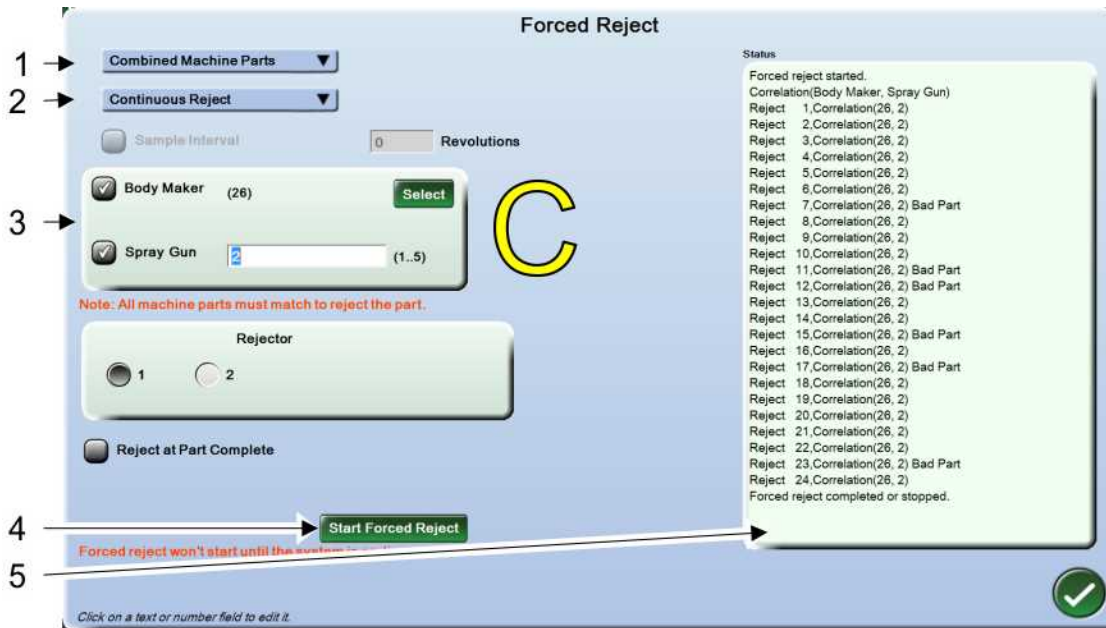 Forced Reject
1
Combined Machine Parts
2
Continuous Reject
Sample Interval
0
Revolutions
3
Body Maker
(26)
Select
Spray Gun
2
(1..5)
C
Note: All machine parts must match to reject the part.
Rejector
1
2
Reject at Part Complete
4
Start Forced Reject
Forced reject won't start until the system
5
Click on a text or number field to edit it.
Status
Forced reject started.
Correlation(Body Maker, Spray Gun)
Reject 1,Correlation(26, 2)
Reject 2,Correlation(26, 2)
Reject 3,Correlation(26, 2)
Reject 4,Correlation(26, 2)
Reject 5,Correlation(26, 2)
Reject 6,Correlation(26, 2)
Reject 7,Correlation(26, 2) Bad Part
Reject 8,Correlation(26, 2)
Reject 9,Correlation(26, 2)
Reject 10,Correlation(26, 2)
Reject 11,Correlation(26, 2) Bad Part
Reject 12,Correlation(26, 2) Bad Part
Reject 13,Correlation(26, 2)
Reject 14,Correlation(26, 2)
Reject 15,Correlation(26, 2) Bad Part
Reject 16,Correlation(26, 2)
Reject 17,Correlation(26, 2) Bad Part
Reject 18,Correlation(26, 2)
Reject 19,Correlation(26, 2)
Reject 20,Correlation(26, 2)
Reject 21,Correlation(26, 2)
Reject 22,Correlation(26, 2)
Reject 23,Correlation(26, 2) Bad Part
Reject 24,Correlation(26, 2)
Forced reject completed or stopped.